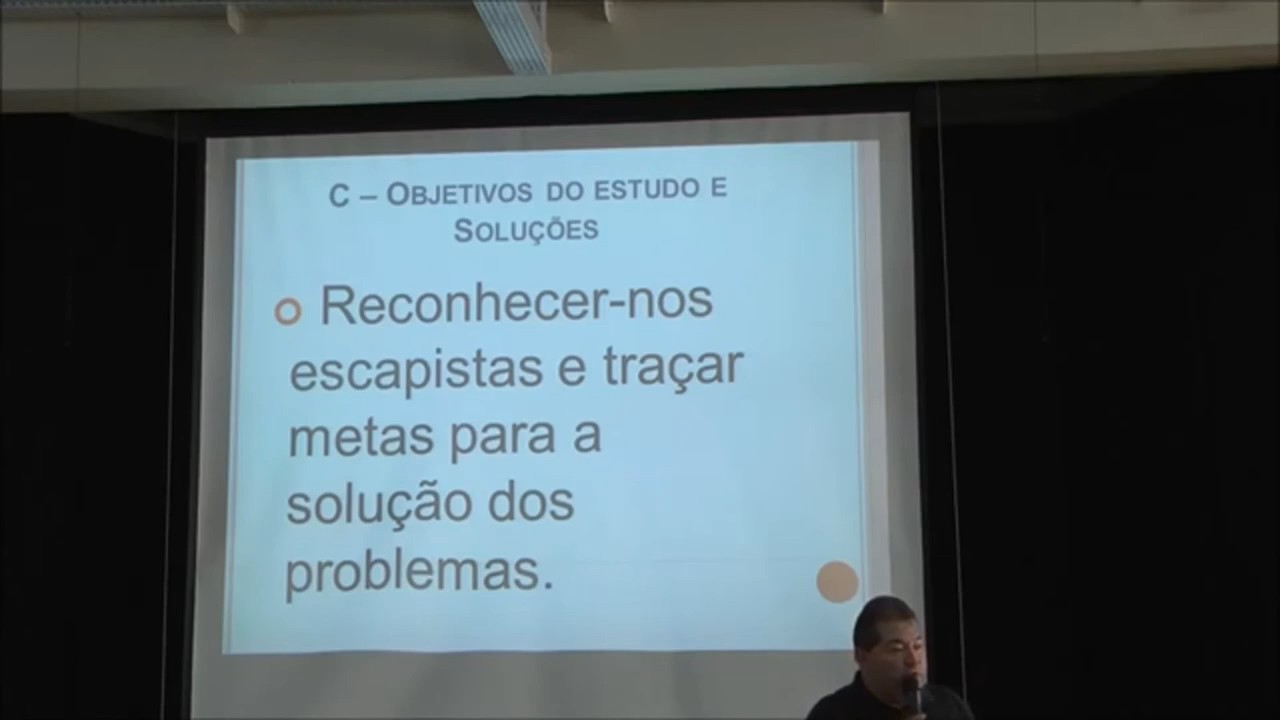 C – OBJETIVOS DO ESTUDO E
SOLUÇÕES
Reconhecer-nos
escapistas e traçar
metas para a
solução dos
problemas.